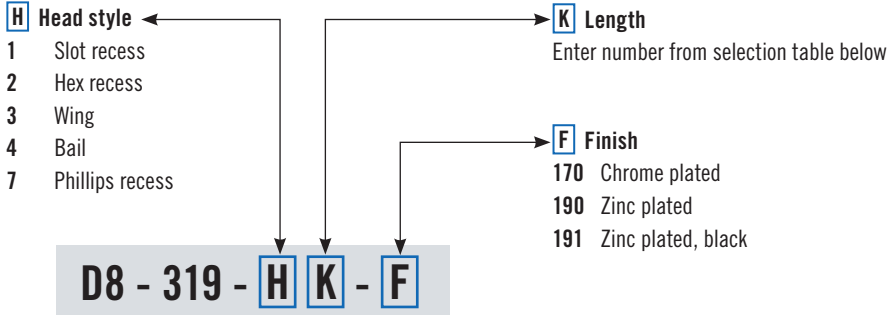 H Head style
1 Slot recess
2 Hex recess
3 Wing
4 Bail
7 Phillips recess
K Length
Enter number from selection table below
F Finish
170 Chrome plated
190 Zinc plated
191 Zinc plated, black
D8 - 319 - H K - F